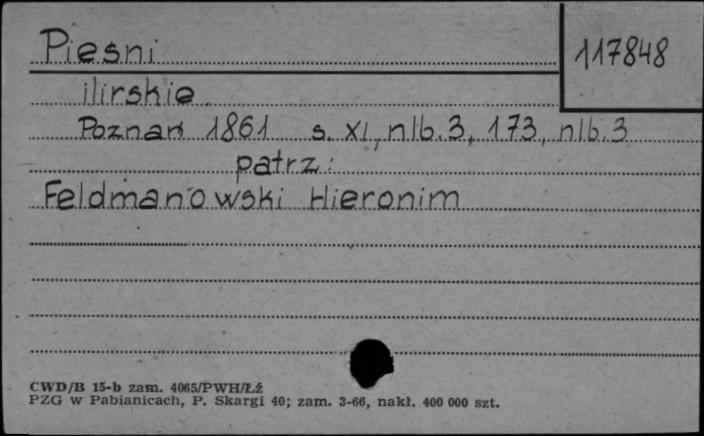 Pieśni
117848
ilirskie.
Poznań 1861 s. XI, nlb. 3, 173, nlb. 3
patrz:
Feldmanowski Hieronim
CWD/B 15-b zam. 4065/PWH/ŁŹ
PZG w Pabianicach, P. Skargi 40; zam. 3-66, nakł. 400 000 szt.